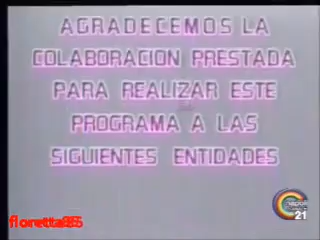 AGRADECEMOS LA
COLABORACION PRESTADA
PARA REALIZAR ESTE
PROGRAMA A LAS
SIGUIENTES ENTIDADES
floretta85
21